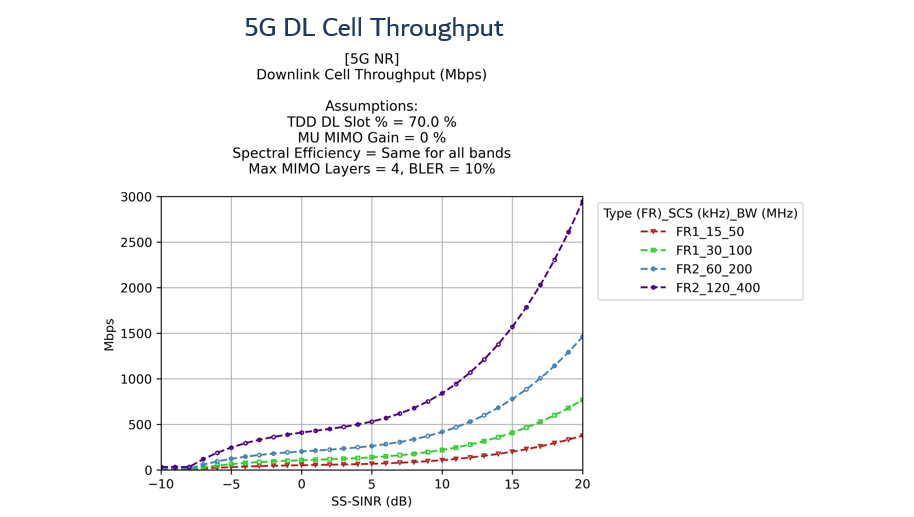 5G DL Cell Throughput
[5G NR]
Downlink Cell Throughput (Mbps)
Assumptions:
TDD DL Slot % = 70.0 %
MU MIMO Gain = 0 %
Spectral Efficiency = Same for all bands
Max MIMO Layers = 4, BLER = 10%
3000
2500
2000
1500
1000
500
0
Mbps
−10
−5
0
5
10
15
20
SS-SINR (dB)
Type (FR)_SCS (kHz)_BW (MHz)
FR1_15_50
FR1_30_100
FR2_60_200
FR2_120_400